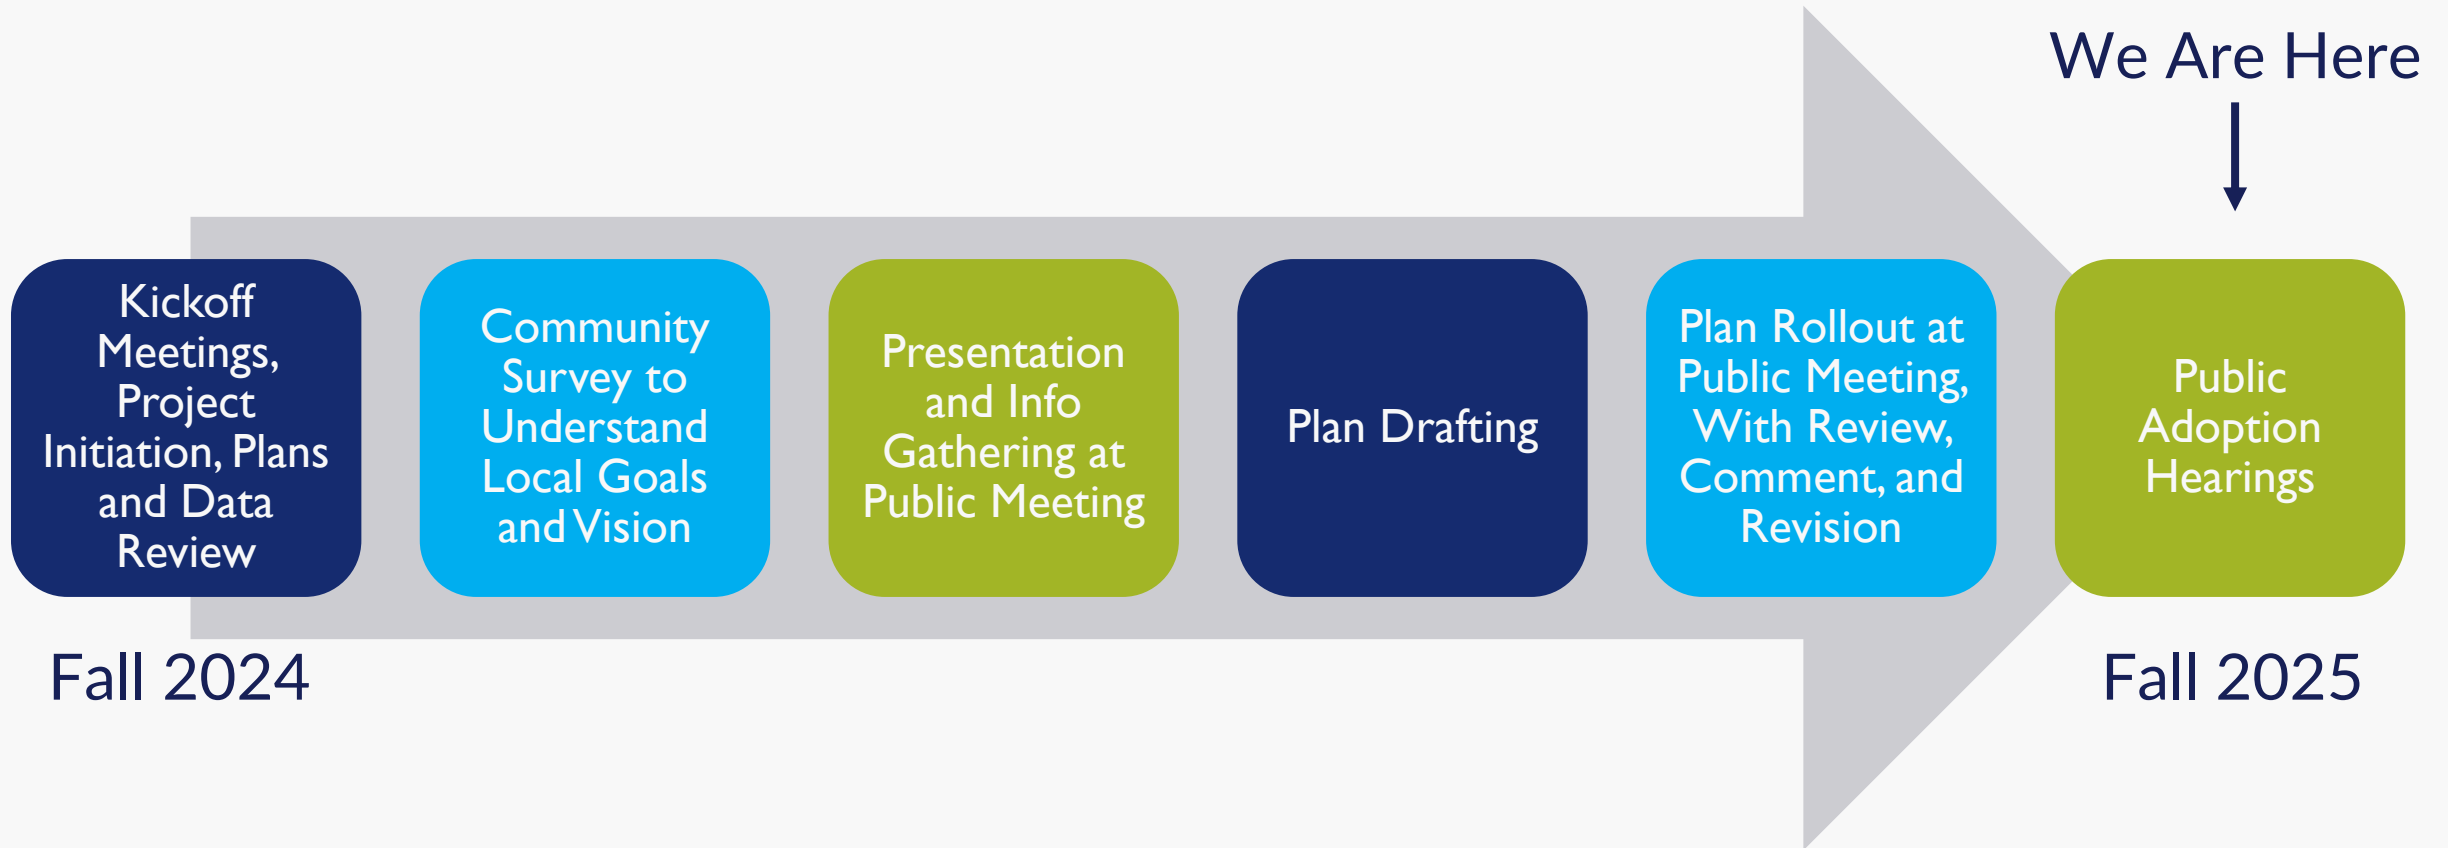 We Are Here
Kickoff
Meetings,
Project
Initiation, Plans
and Data
Review
Community
Survey to
Understand
Local Goals
and Vision
Presentation
and Info
Gathering at
Public Meeting
Plan Drafting
Plan Rollout at
Public Meeting,
With Review,
Comment, and
Revision
Public
Adoption
Hearings
Fall 2024
Fall 2025